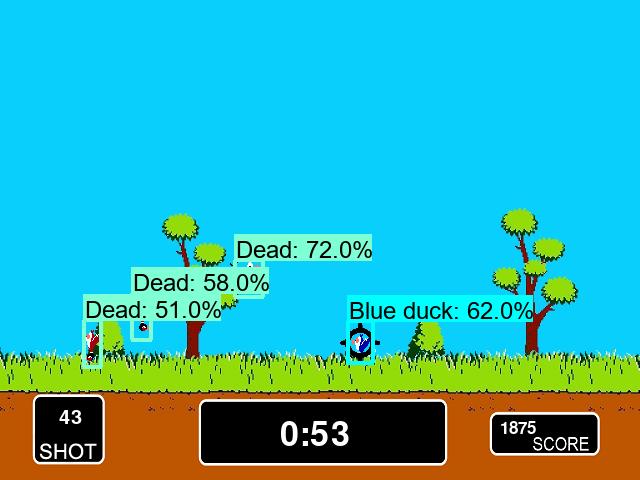 Dead: 72.0%
Dead: 58.0%
Dead: 51.0%
Blue duck: 62.0%
43
SHOT
0:53
1875
SCORE